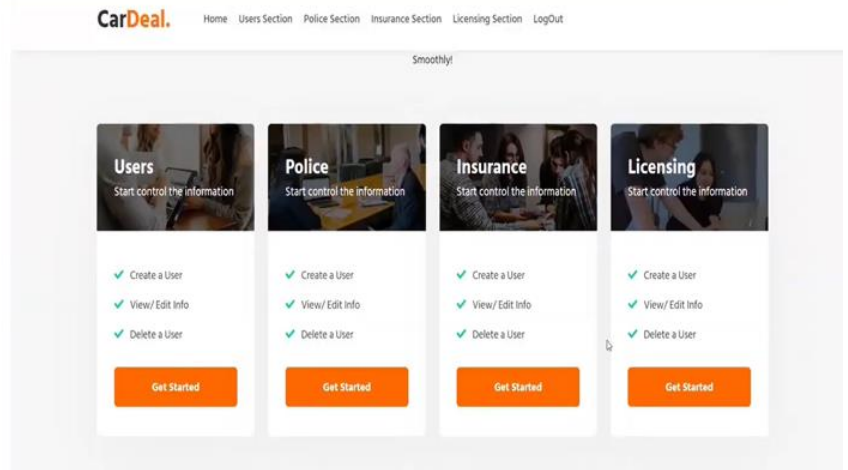 CarDeal. Home Users Section Police Section Insurance Section Licensing Section LogOut
Smoothly!
Users
Start control the information
Create a User
View/ Edit Info
Delete a User
Get Started
Police
Start control the information
Create a User
View/ Edit Info
Delete a User
Get Started
Insurance
Start control the information
Create a User
View/ Edit Info
Delete a User
Get Started
Licensing
Start control the information
Create a User
View/ Edit Info
Delete a User
Get Started